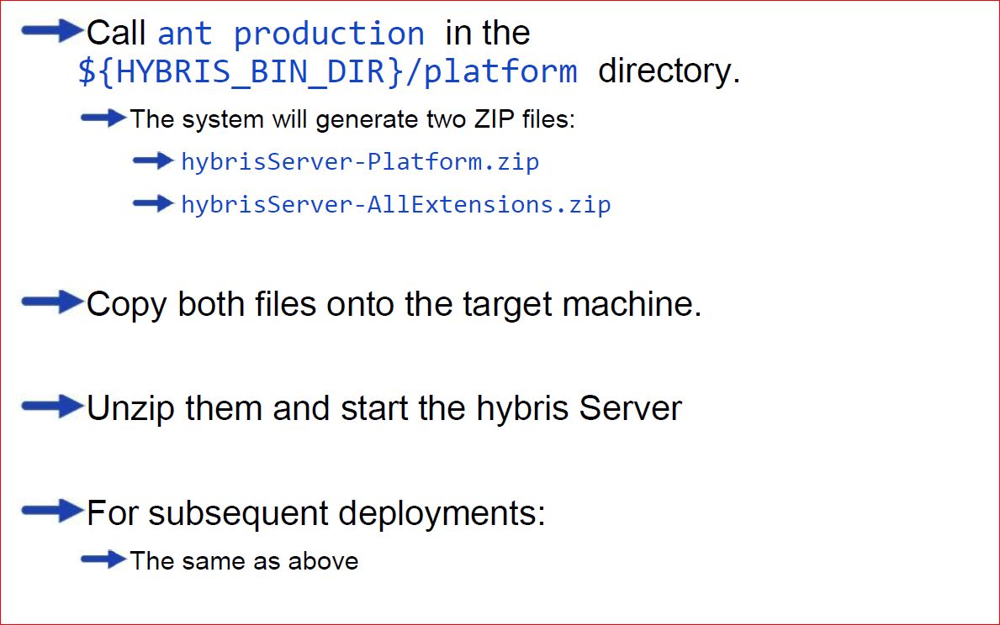 Call ant production in the
${HYBRIS_BIN_DIR}/platform directory.
The system will generate two ZIP files:
hybrisServer-Platform.zip
hybrisServer-AllExtensions.zip
Copy both files onto the target machine.
Unzip them and start the hybris Server
For subsequent deployments:
The same as above